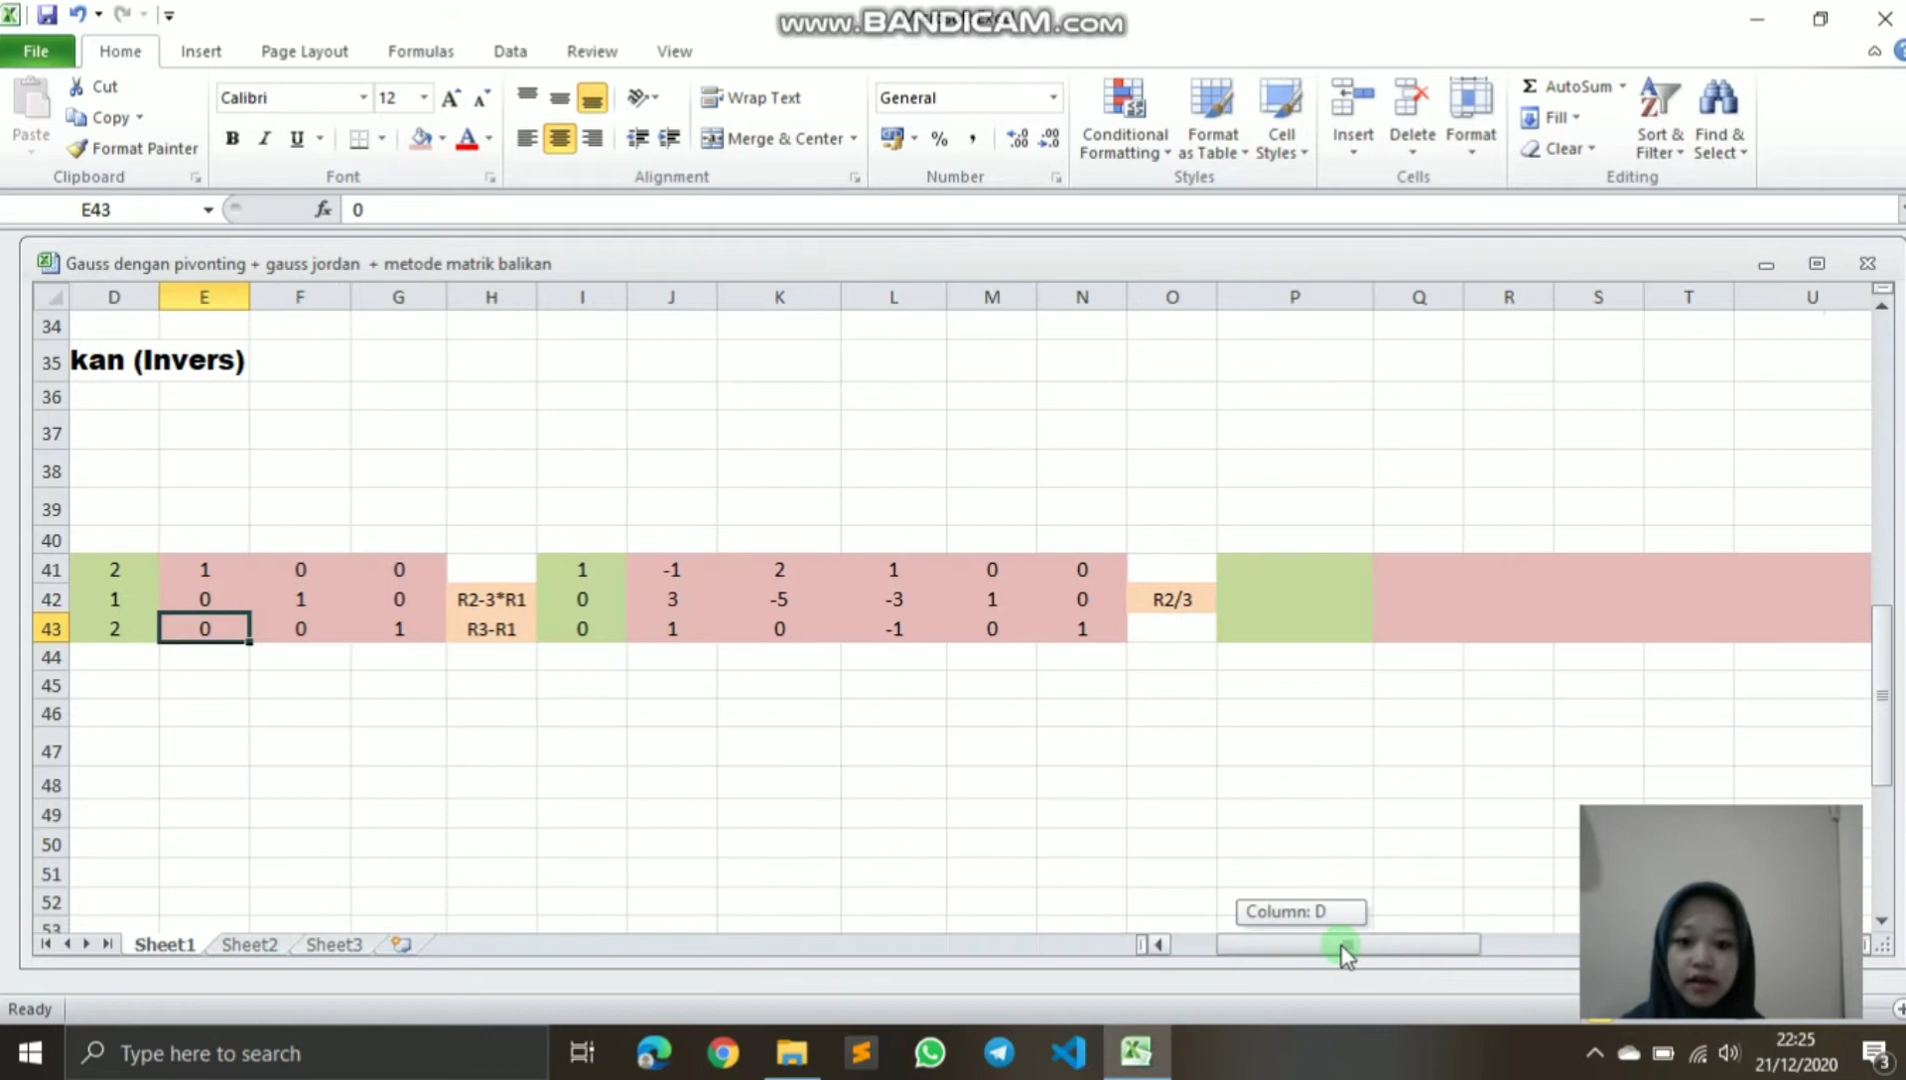 www.BANDICAM.com
File Home Insert Page Layout Formulas Data Review View
Paste
Cut
Copy
Format Painter
Calibri 12
B I U
Wrap Text
Merge & Center
General
%
Conditional Formatting
Format as Table
Cell Styles
Insert
Delete
Format
AutoSum
Fill
Clear
Sort & Filter
Find & Select
Clipboard Font Alignment Number Styles Cells Editing
E43 fx 0
Gauss dengan pivonting + gauss jordan + metode matrik balikan
D E F G H I J K L M N O P Q R S T U
34
35 kan (Invers)
36
37
38
39
40
41 2 1 0 0 1 -1 2 1 0 0
42 1 0 1 0 R2-3*R1 0 3 -5 -3 1 0 R2/3
43 2 0 0 1 R3-R1 0 1 0 -1 0 1
44
45
46
47
48
49
50
51
52
53
Column: D
Sheet1 Sheet2 Sheet3
Ready
Type here to search
22:25
21/12/2020
3